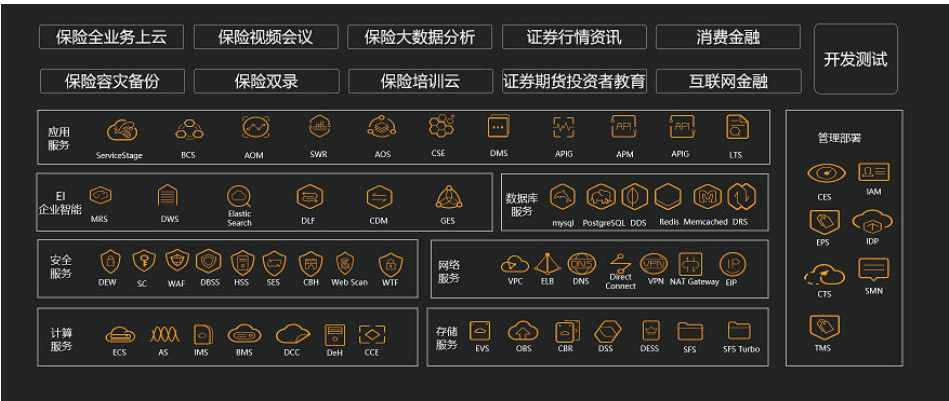 保险全业务上云 保险视频会议 保险大数据分析 证券行情资讯 消费金融
开发测试
保险容灾备份 保险双录 保险培训云 证券期货投资者教育 互联网金融
应用
服务
ServiceStage BCS AOM SWR AOS CSE DMS APIG APM APIG LTS
API API
EI
企业智能
MRS DWS Elastic
Search DLF CDM GES
数据库
服务
mysql PostgreSQL DDS Redis Memcached DRS
安全
服务
DEW SC WAF DBSS HSS SES CBH Web Scan WTF
网络
服务
DNS VPN IP
VPC ELB DNS Direct
Connect VPN NAT Gateway EIP
计算
服务
ECS AS IMS BMS DCC DeH CCE
存储
服务
EVS OBS CBR DSS DESS SFS SFS Turbo
管理部署
CES IAM
EPS IDP
CTS SMN
TMS